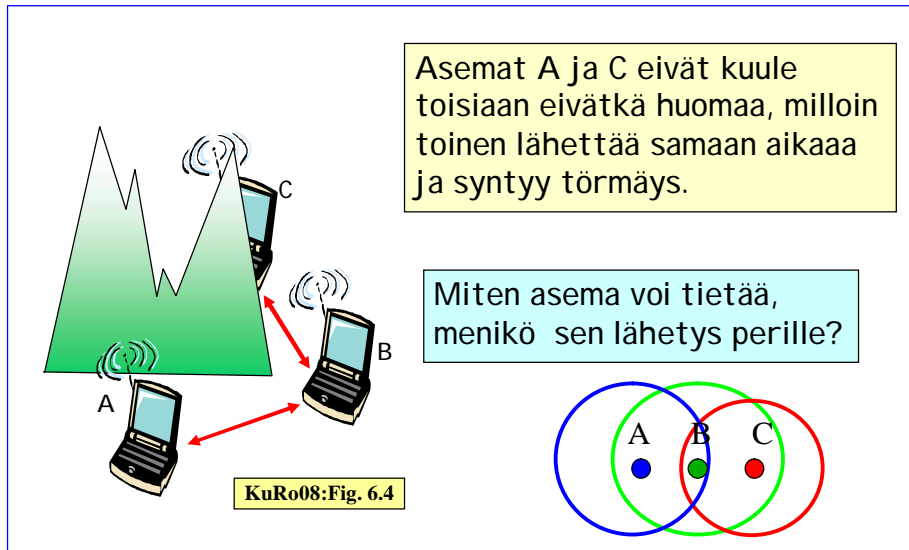 Asemat A ja C eivät kuule
toisiaan eivätkä huomaa, milloin
toinen lähettää samaan aikaaa
ja syntyy törmäys.
C
Miten asema voi tietää,
menikö sen lähetys perille?
B
A
A B C
KuRo08:Fig. 6.4